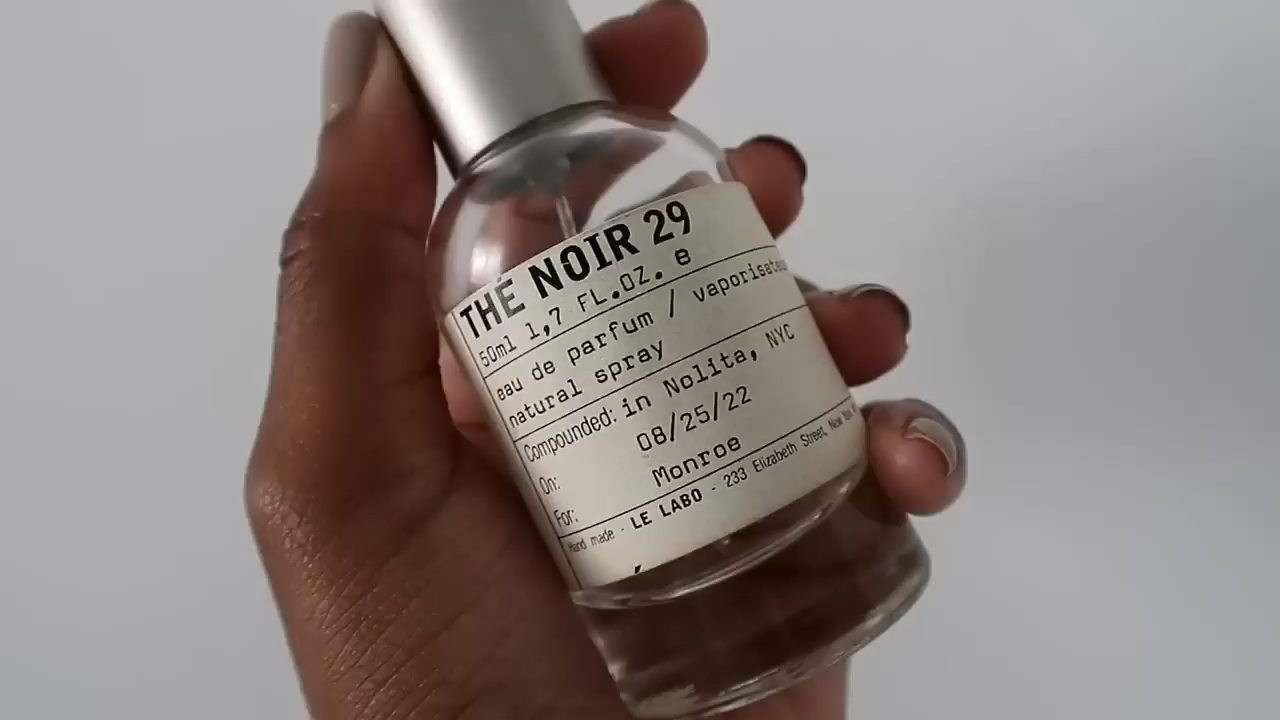 THÉ NOIR 29
50ml 1,7 FL.OZ. e
eau de parfum / vaporisateur
natural spray
Compounded: in Nolita, NYC
On: 08/25/22
For: Monroe
Hand made - LE LABO - 233 Elizabeth Street, New